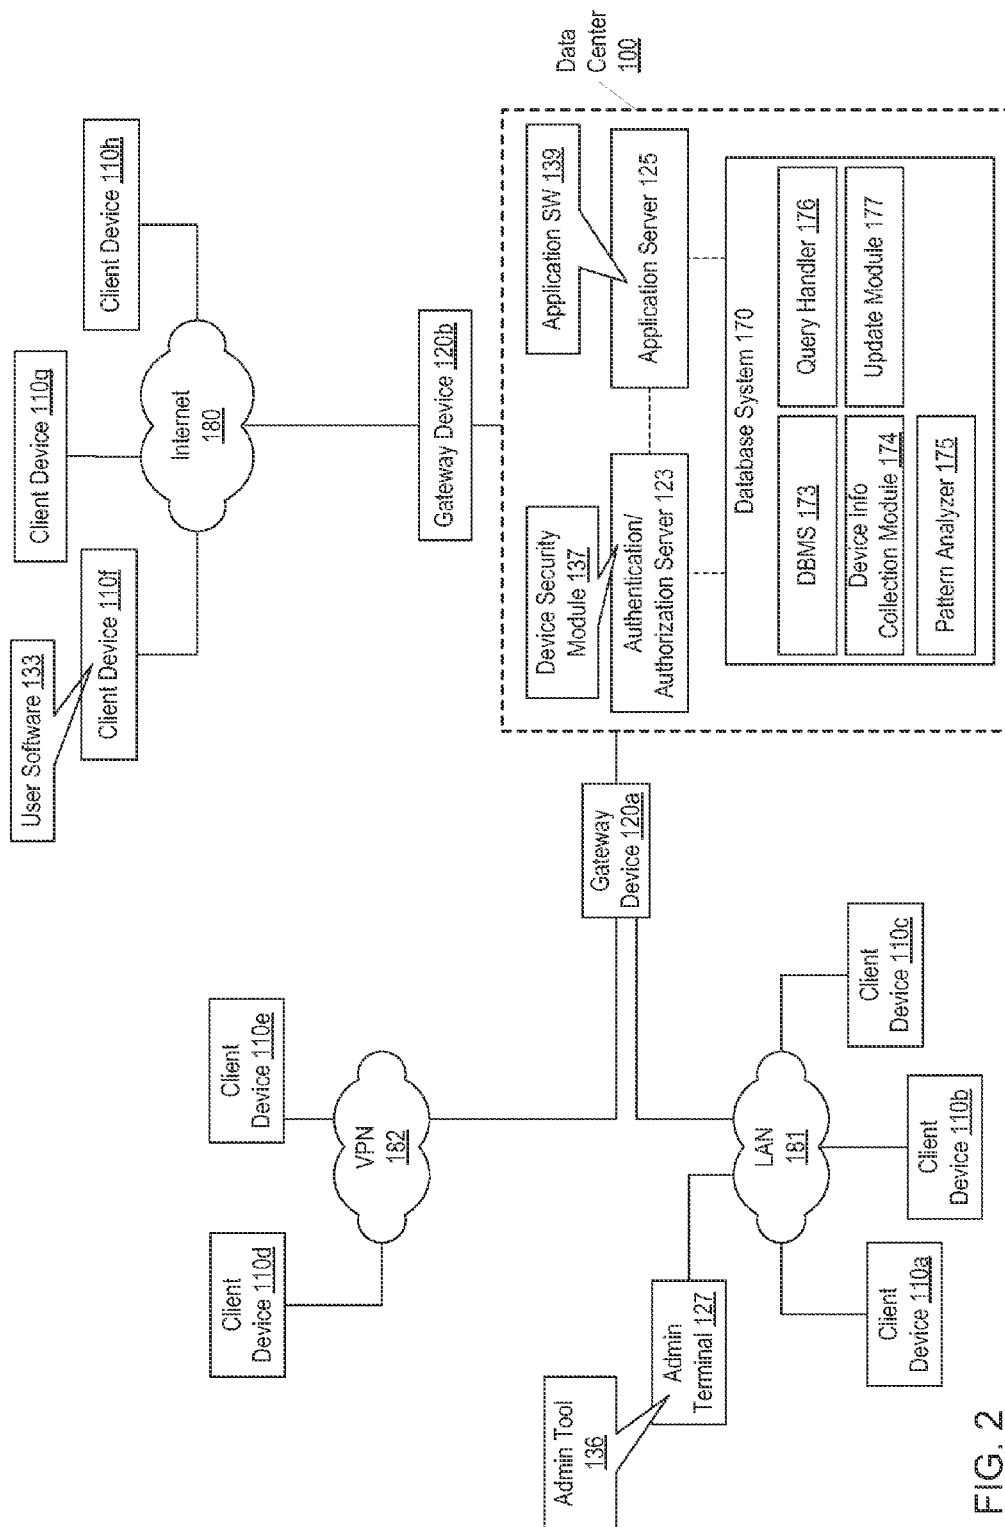 User Software 133
Client Device 110f
Client Device 110g
Client Device 110h
Internet
180
Gateway Device 120b
Data
Center
100
Client
Device 110d
Client
Device 110e
VPN
182
Gateway
Device 120a
Device Security
Module 137
Application SW 139
Authentication/
Authorization Server 123
Application Server 125
Database System 170
DBMS 173
Query Handler 176
Device Info
Collection Module 174
Update Module 177
Pattern Analyzer 175
Admin Tool
136
Admin
Terminal 127
LAN
181
Client
Device 110a
Client
Device 110b
Client
Device 110c
FIG. 2